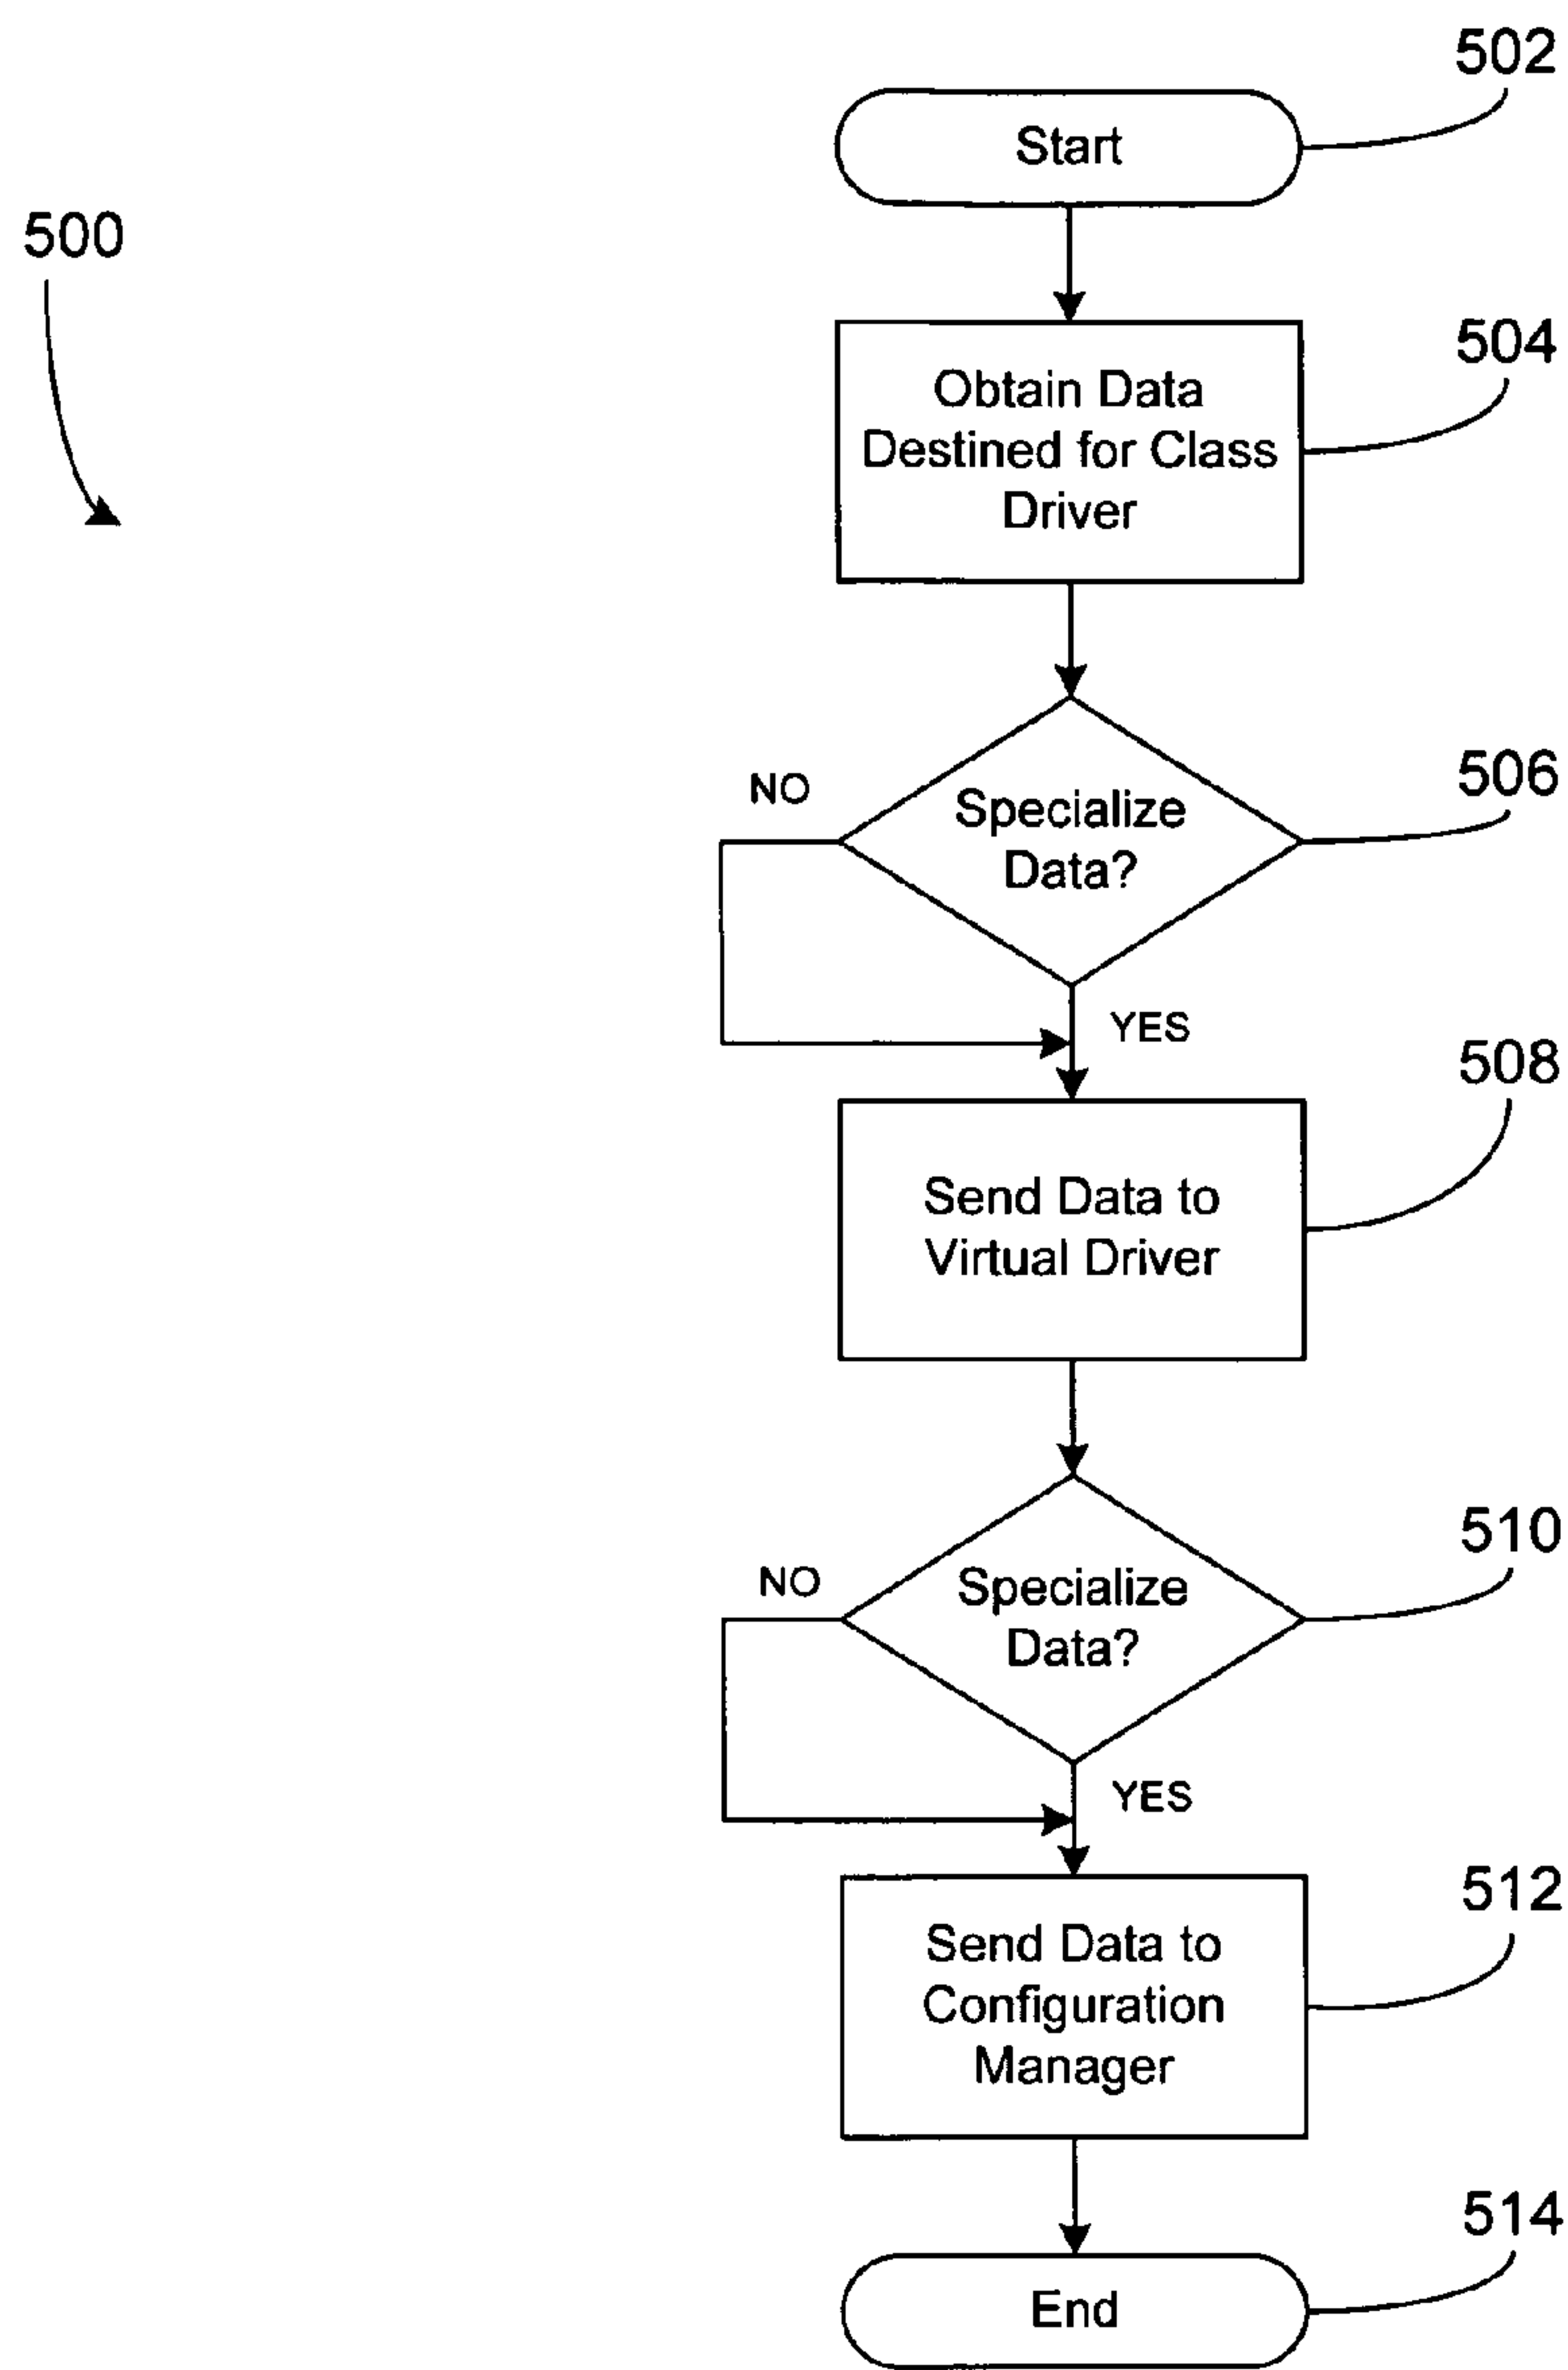 502
Start
500
504
Obtain Data
Destined for Class
Driver
506
NO
Specialize
Data?
YES
508
Send Data to
Virtual Driver
510
NO
Specialize
Data?
YES
512
Send Data to
Configuration
Manager
514
End